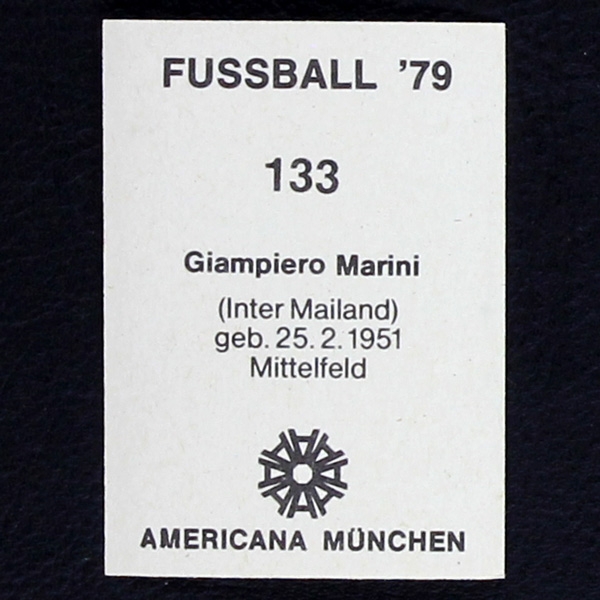 FUSSBALL '79
133
Giampiero Marini
(Inter Mailand)
geb. 25. 2. 1951
Mittelfeld
AMERICANA MÜNCHEN